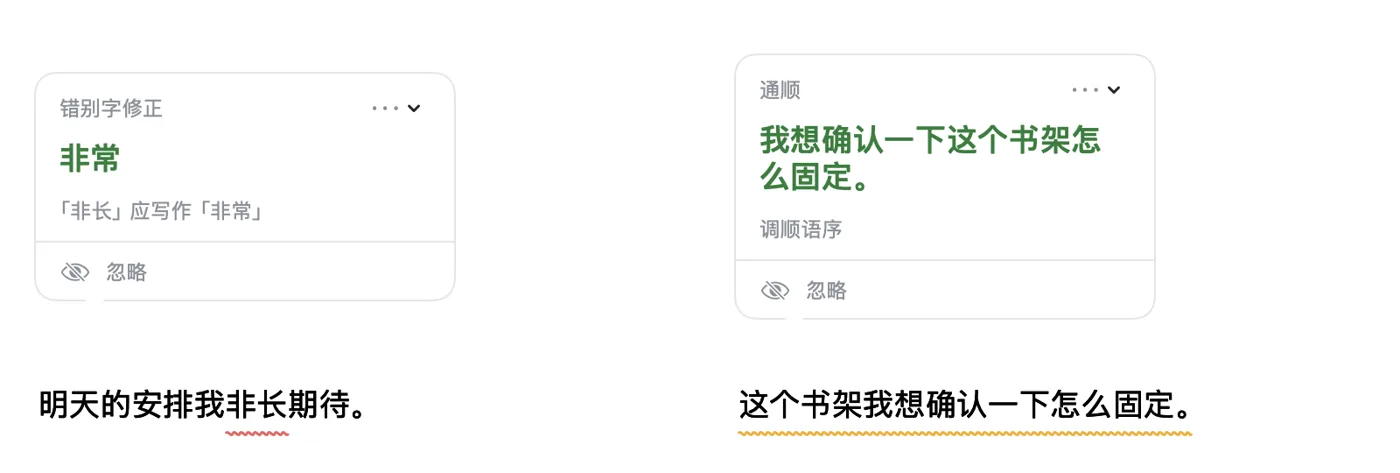 错别字修正
非常
「非长」应写作「非常」
忽略
明天的安排我非长期待。
通顺
我想确认一下这个书架怎
么固定。
调顺语序
忽略
这个书架我想确认一下怎么固定。